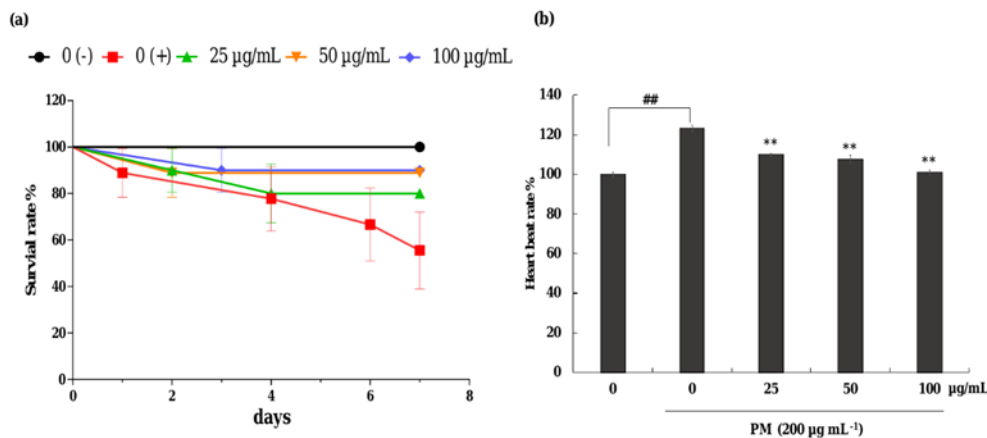 (a)
0 (-) 0 (+) 25 µg/mL 50 µg/mL 100 µg/mL
120
100
80
60
40
20
0
0 2 4 6 8
days
Survial rate %
(b)
140
120
100
80
60
40
20
0
Heart beat rate %
##
** ** **
0 0 25 50 100 µg/mL
PM (200 µg mL⁻¹)